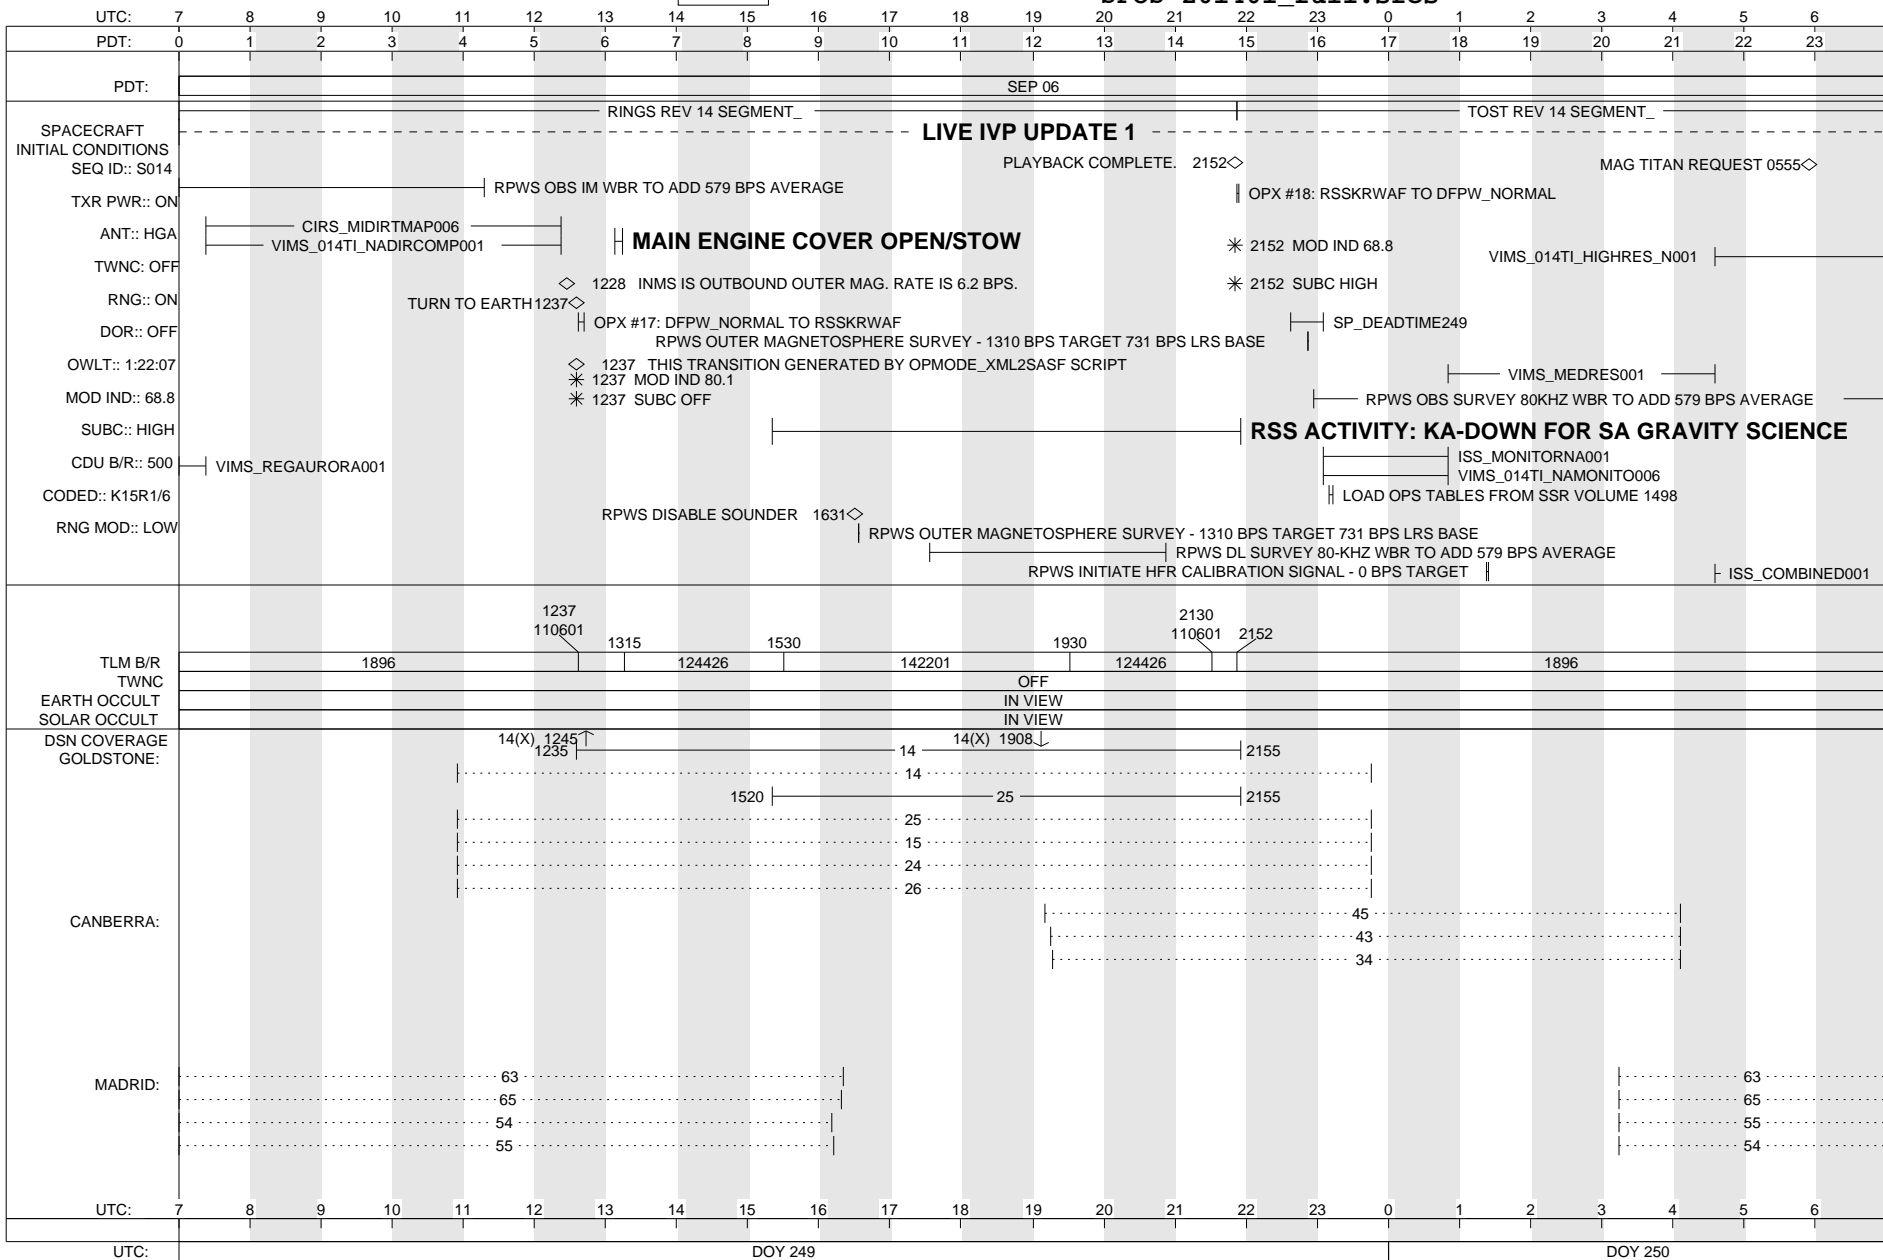 UTC: 7 8 9 10 11 12 13 14 15 16 17 18 19 20 21 22 23 0 1 2 3 4 5 6
PDT: 0 1 2 3 4 5 6 7 8 9 10 11 12 13 14 15 16 17 18 19 20 21 22 23
PDT: SEP 06
RINGS REV 14 SEGMENT_ TOST REV 14 SEGMENT_
SPACECRAFT
INITIAL CONDITIONS
LIVE IVP UPDATE 1
PLAYBACK COMPLETE. 2152
MAG TITAN REQUEST 0555
SEQ ID:: S014
RPWS OBS IM WBR TO ADD 579 BPS AVERAGE
OPX #18: RSSKRWAF TO DFPW_NORMAL
TXR PWR:: ON
CIRS_MIDIRTMAP006
ANT:: HGA
MAIN ENGINE COVER OPEN/STOW
VIMS_014TI_NADIRCOMP001
2152 MOD IND 68.8
VIMS_014TI_HIGHRES_N001
TWNC: OFF
1228 INMS IS OUTBOUND OUTER MAG. RATE IS 6.2 BPS.
2152 SUBC HIGH
RNG:: ON
TURN TO EARTH 1237
OPX #17: DFPW_NORMAL TO RSSKRWAF
SP_DEADTIME249
DOR:: OFF
RPWS OUTER MAGNETOSPHERE SURVEY - 1310 BPS TARGET 731 BPS LRS BASE
OWLT:: 1:22:07
1237 THIS TRANSITION GENERATED BY OPMODE_XML2SASF SCRIPT
VIMS_MEDRES001
1237 MOD IND 80.1
MOD IND:: 68.8
1237 SUBC OFF
RPWS OBS SURVEY 80KHZ WBR TO ADD 579 BPS AVERAGE
SUBC:: HIGH
RSS ACTIVITY: KA-DOWN FOR SA GRAVITY SCIENCE
ISS_MONITORNA001
CDU B/R:: 500
VIMS_REGAURORA001
VIMS_014TI_NAMONITO006
CODED:: K15R1/6
LOAD OPS TABLES FROM SSR VOLUME 1498
RPWS DISABLE SOUNDER 1631
RNG MOD:: LOW
RPWS OUTER MAGNETOSPHERE SURVEY - 1310 BPS TARGET 731 BPS LRS BASE
RPWS DL SURVEY 80-KHZ WBR TO ADD 579 BPS AVERAGE
RPWS INITIATE HFR CALIBRATION SIGNAL - 0 BPS TARGET
ISS_COMBINED001
1237 2130
110601 1315 1530 1930 110601 2152
TLM B/R 1896 124426 142201 124426 1896
TWNC OFF
EARTH OCCULT IN VIEW
SOLAR OCCULT IN VIEW
DSN COVERAGE
14(X) 1245 14(X) 1908
GOLDSTONE:
1235 14 2155
14
1520 25 2155
25
15
24
26
CANBERRA:
45
43
34
MADRID:
63 63
65 65
54 55
55 54
UTC: 7 8 9 10 11 12 13 14 15 16 17 18 19 20 21 22 23 0 1 2 3 4 5 6
UTC: DOY 249 DOY 250